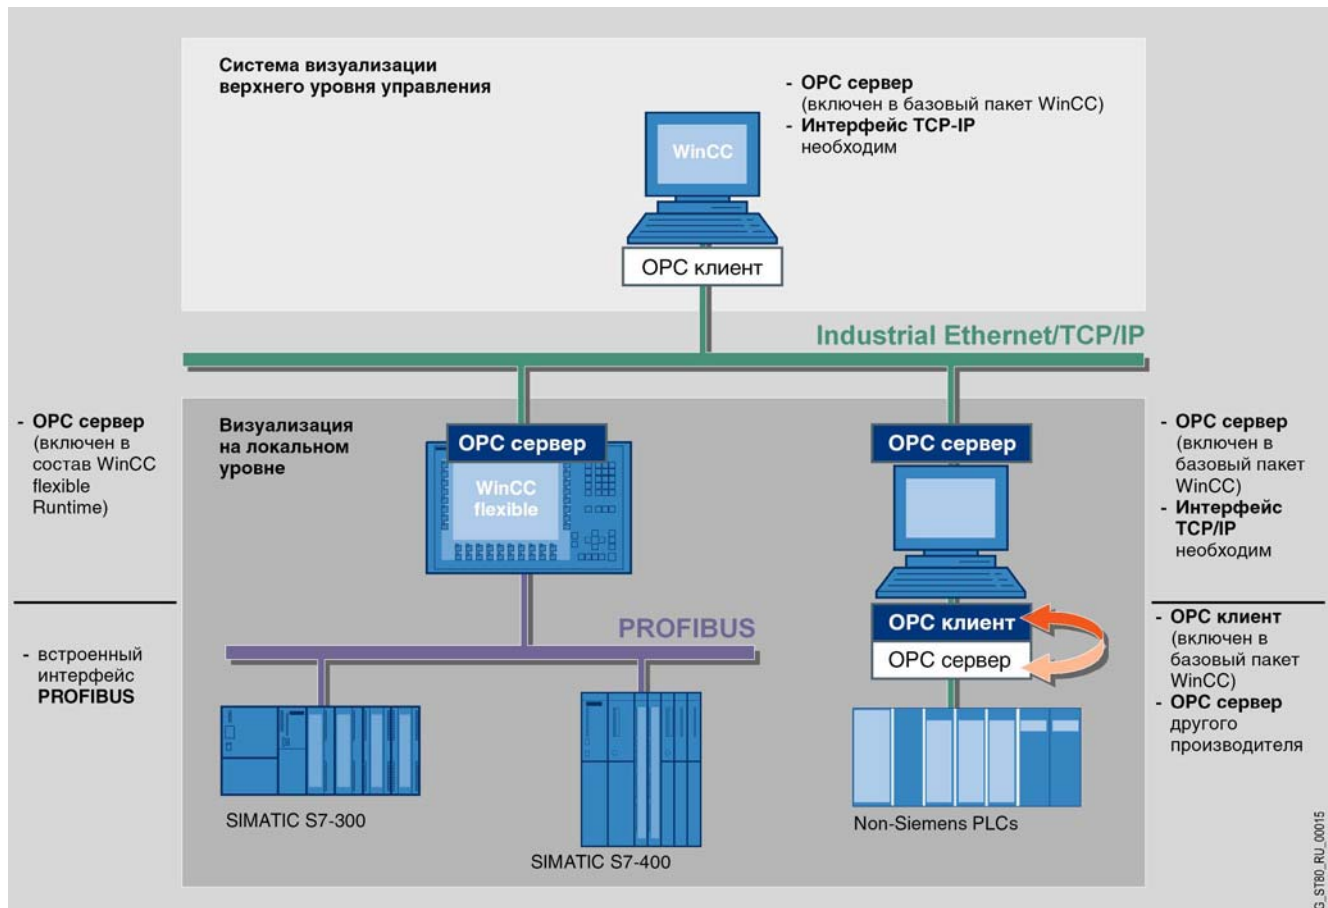 Система визуализации
верхнего уровня управления
- OPC сервер
(включен в базовый пакет WinCC)
- Интерфейс TCP-IP
необходим
WinCC
OPC клиент
Industrial Ethernet/TCP/IP
- OPC сервер
(включен в
состав WinCC
flexible
Runtime)
- встроенный
интерфейс
PROFIBUS
Визуализация
на локальном
уровне
OPC сервер
WinCC
flexible
PROFIBUS
SIMATIC S7-300
SIMATIC S7-400
OPC сервер
OPC клиент
OPC сервер
Non-Siemens PLCs
- OPC сервер
(включен в
базовый пакет
WinCC)
- Интерфейс
TCP/IP
необходим
- OPC клиент
(включен в
базовый пакет
WinCC)
- OPC сервер
другого
производителя
G_ST80_RU_00015